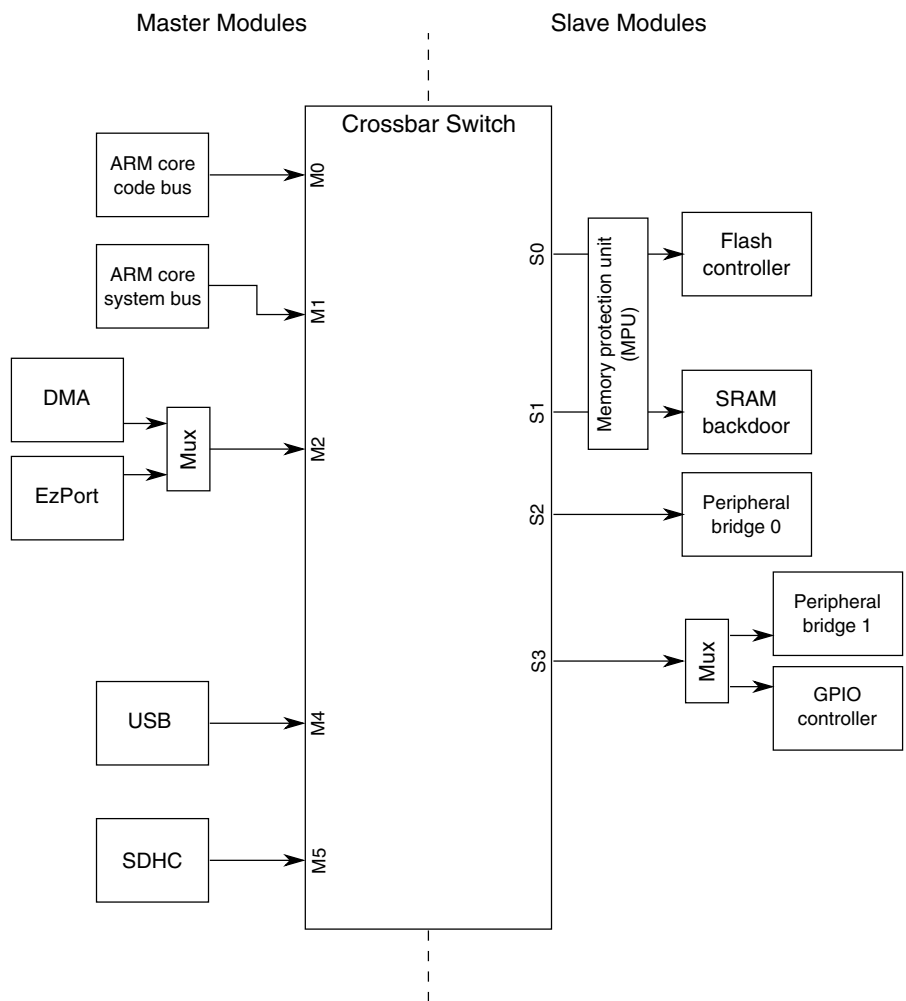 Master Modules
Slave Modules
Crossbar Switch
ARM core
code bus
M0
ARM core
system bus
M1
DMA
EzPort
Mux
M2
USB
M4
SDHC
M5
S0
S1
Memory protection unit
(MPU)
Flash
controller
SRAM
backdoor
S2
Peripheral
bridge 0
S3
Mux
Peripheral
bridge 1
GPIO
controller